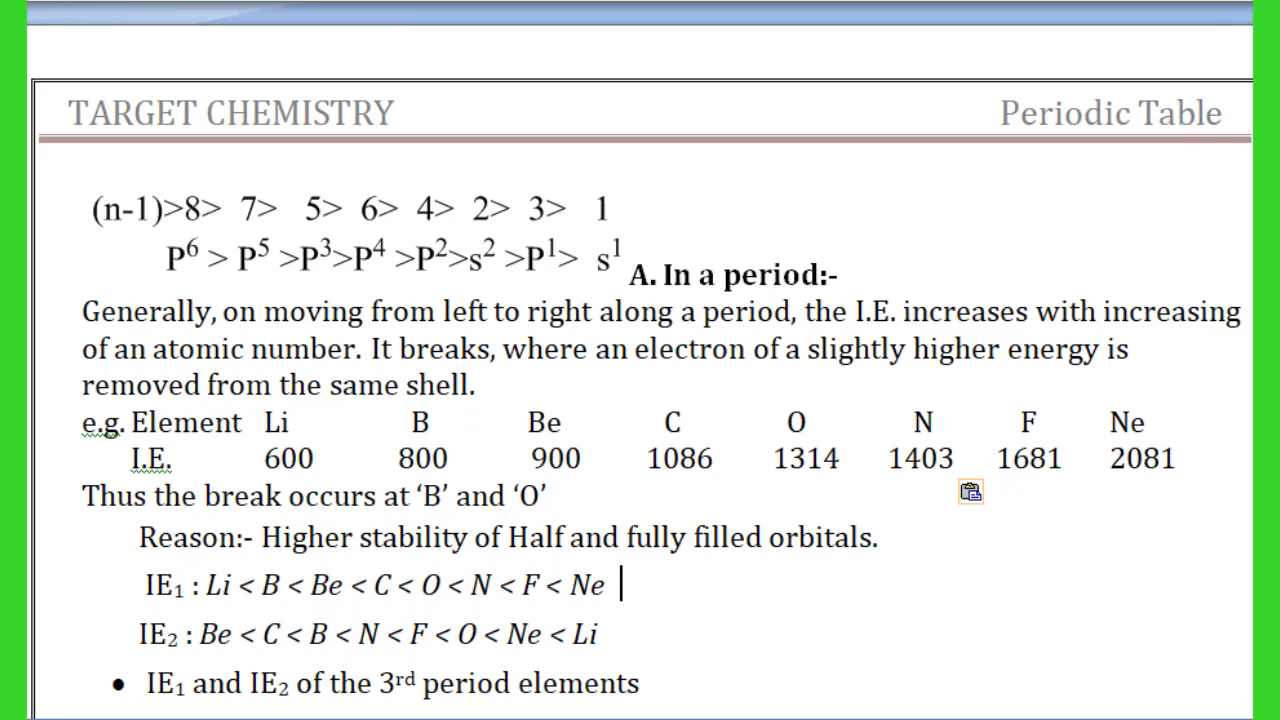 TARGET CHEMISTRY Periodic Table
(n-1)>8> 7> 5> 6> 4> 2> 3> 1
P⁶ > P⁵ >P³>P⁴ >P²>s² >P¹> s¹ A. In a period:-
Generally, on moving from left to right along a period, the I.E. increases with increasing
of an atomic number. It breaks, where an electron of a slightly higher energy is
removed from the same shell.
e.g. Element Li B Be C O N F Ne
I.E. 600 800 900 1086 1314 1403 1681 2081
Thus the break occurs at ‘B’ and ‘O’
Reason:- Higher stability of Half and fully filled orbitals.
IE₁ : Li < B < Be < C < O < N < F < Ne
IE₂ : Be < C < B < N < F < O < Ne < Li
• IE₁ and IE₂ of the 3ʳᵈ period elements